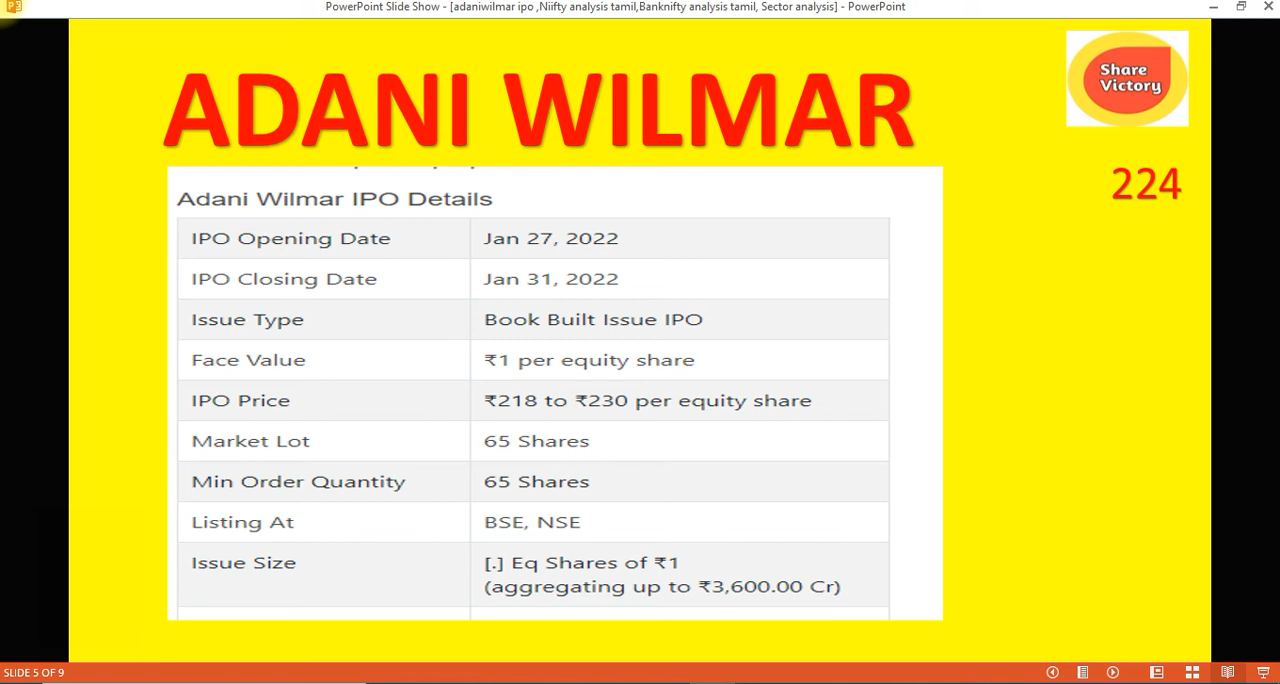 PowerPoint Slide Show - [adaniwilmar ipo ,Niifty analysis tamil,Banknifty analysis tamil, Sector analysis] - PowerPoint
ADANI WILMAR
Share
Victory
224
Adani Wilmar IPO Details
IPO Opening Date Jan 27, 2022
IPO Closing Date Jan 31, 2022
Issue Type Book Built Issue IPO
Face Value ₹1 per equity share
IPO Price ₹218 to ₹230 per equity share
Market Lot 65 Shares
Min Order Quantity 65 Shares
Listing At BSE, NSE
Issue Size [.] Eq Shares of ₹1
(aggregating up to ₹3,600.00 Cr)
SLIDE 5 OF 9